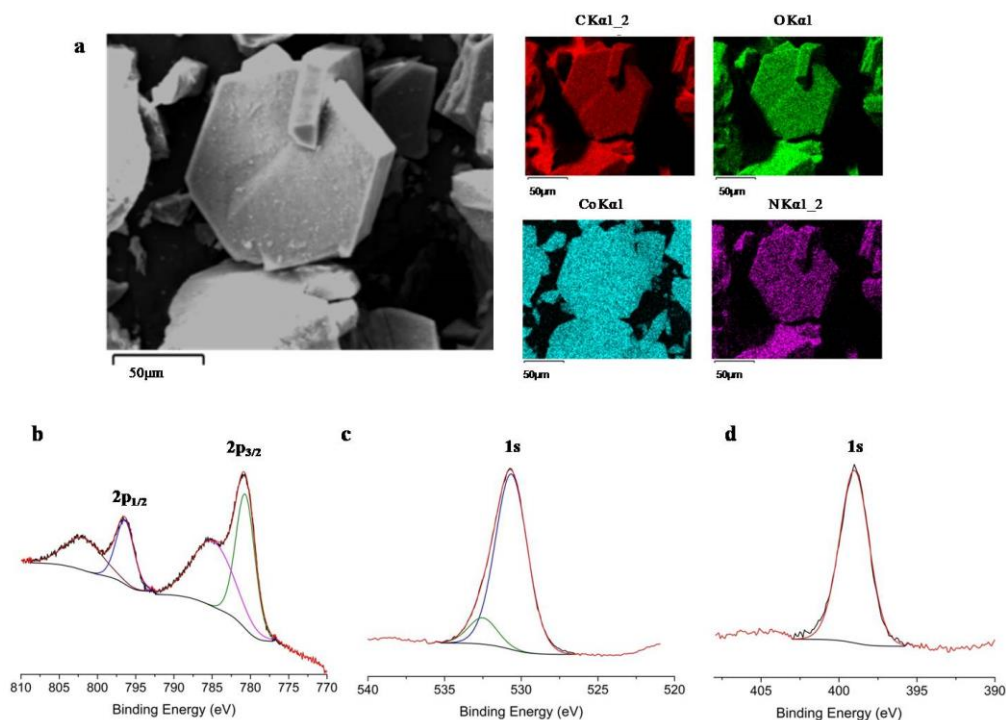 a
CKα1_2
OKα1
50μm
50μm
50μm
CoKα1
NKα1_2
50μm
50μm
b
2p1/2
2p3/2
c
1s
d
1s
810 805 800 795 790 785 780 775 770
Binding Energy (eV)
540 535 530 525 520
Binding Energy (eV)
405 400 395 390
Binding Energy (eV)